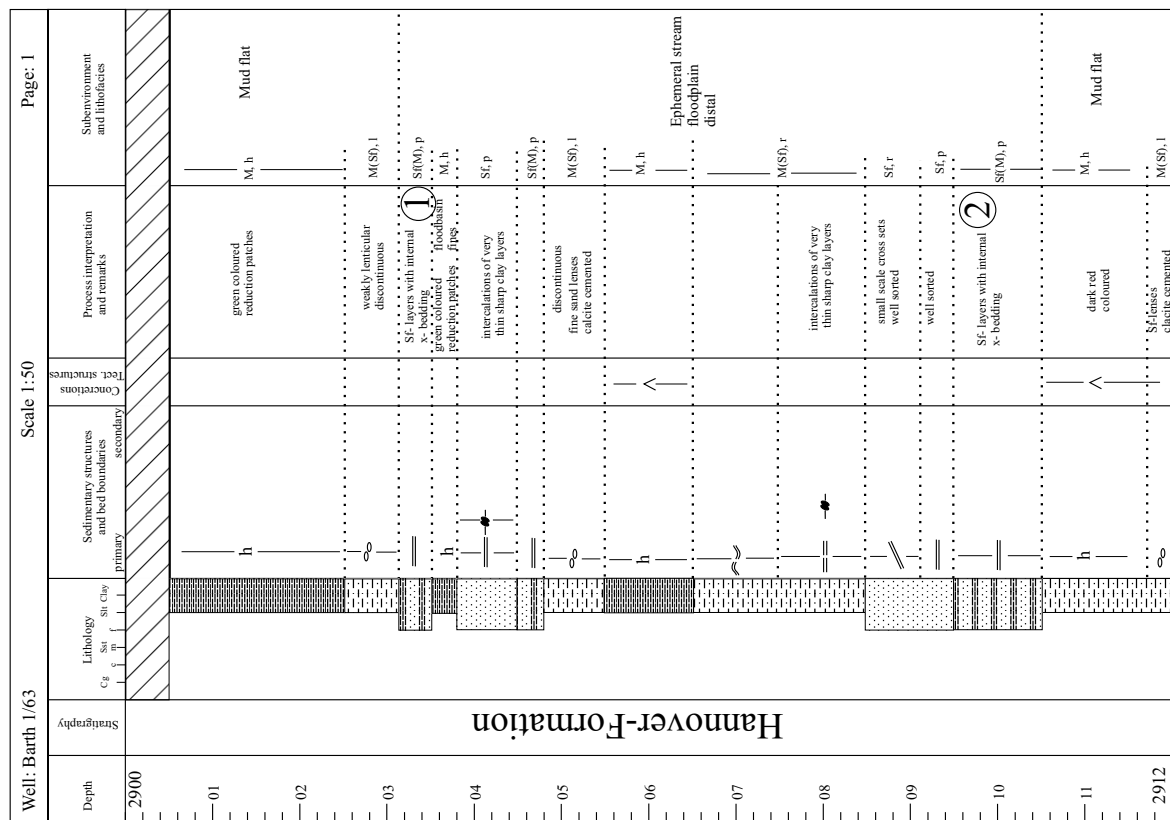 Well: Barth 1/63
Scale 1:50
Page: 1
Depth
Stratigraphy
Lithology
Cg
c
m
f
Sst
Slt
Clay
Sedimentary structures
and bed boundaries
primary
secondary
Concretions
Tect. structures
Process interpretation
and remarks
Subenvironment
and lithofacies
2900
01
02
03
04
05
06
07
08
09
10
11
2912
Hannover-Formation
h
h
h
h
green coloured
reduction patches
weakly lenticular
discontinuous
Sf- layers with internal
x- bedding
1
green coloured
reduction patches
floodbasin
fines
intercalations of very
thin sharp clay layers
discontinuous
fine sand lenses
calcite cemented
intercalations of very
thin sharp clay layers
small scale cross sets
well sorted
well sorted
Sf- layers with internal
x- bedding
2
dark red
coloured
Sf-lenses
clacite cemented
M, h
M(Sf), l
Sf(M), p
M, h
Sf, p
Sf(M), p
M(Sf), l
M, h
M(Sf), r
Sf, r
Sf, p
Sf(M), p
M, h
M(Sf), l
Mud flat
Ephemeral stream
floodplain
distal
Mud flat